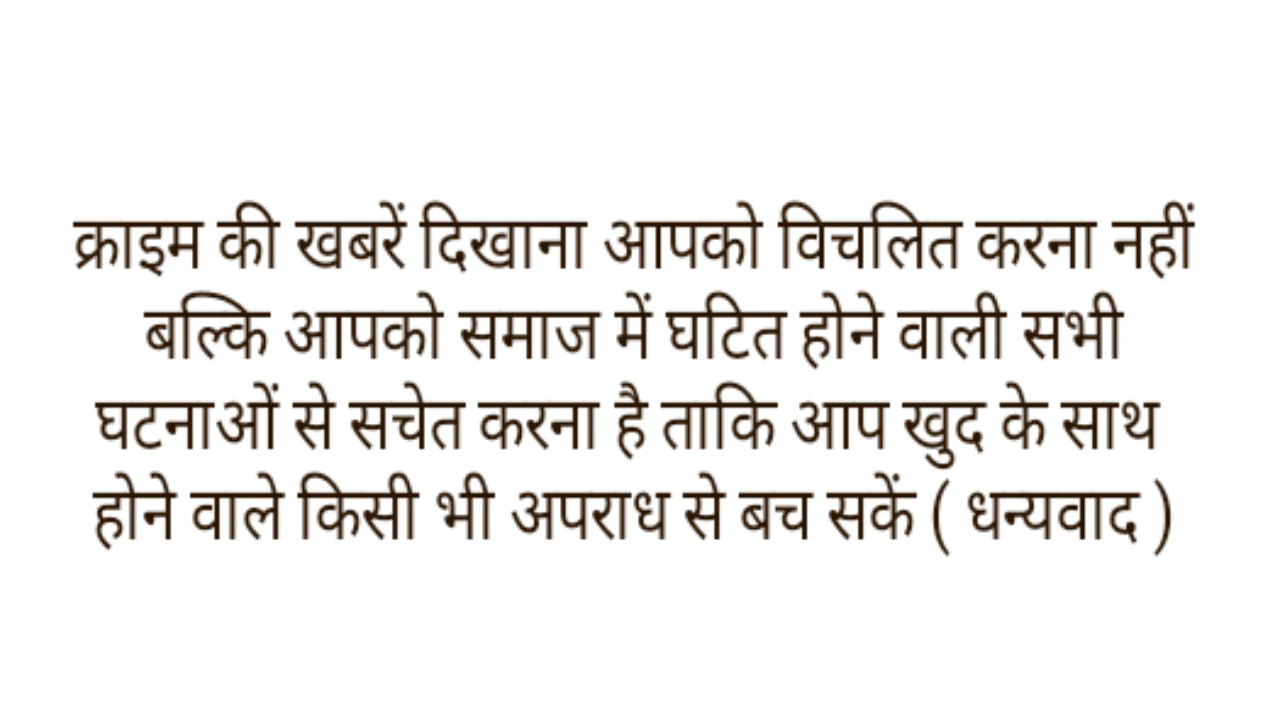 क्राइम की खबरें दिखाना आपको विचलित करना नहीं
बल्कि आपको समाज में घटित होने वाली सभी
घटनाओं से सचेत करना है ताकि आप खुद के साथ
होने वाले किसी भी अपराध से बच सकें ( धन्यवाद )